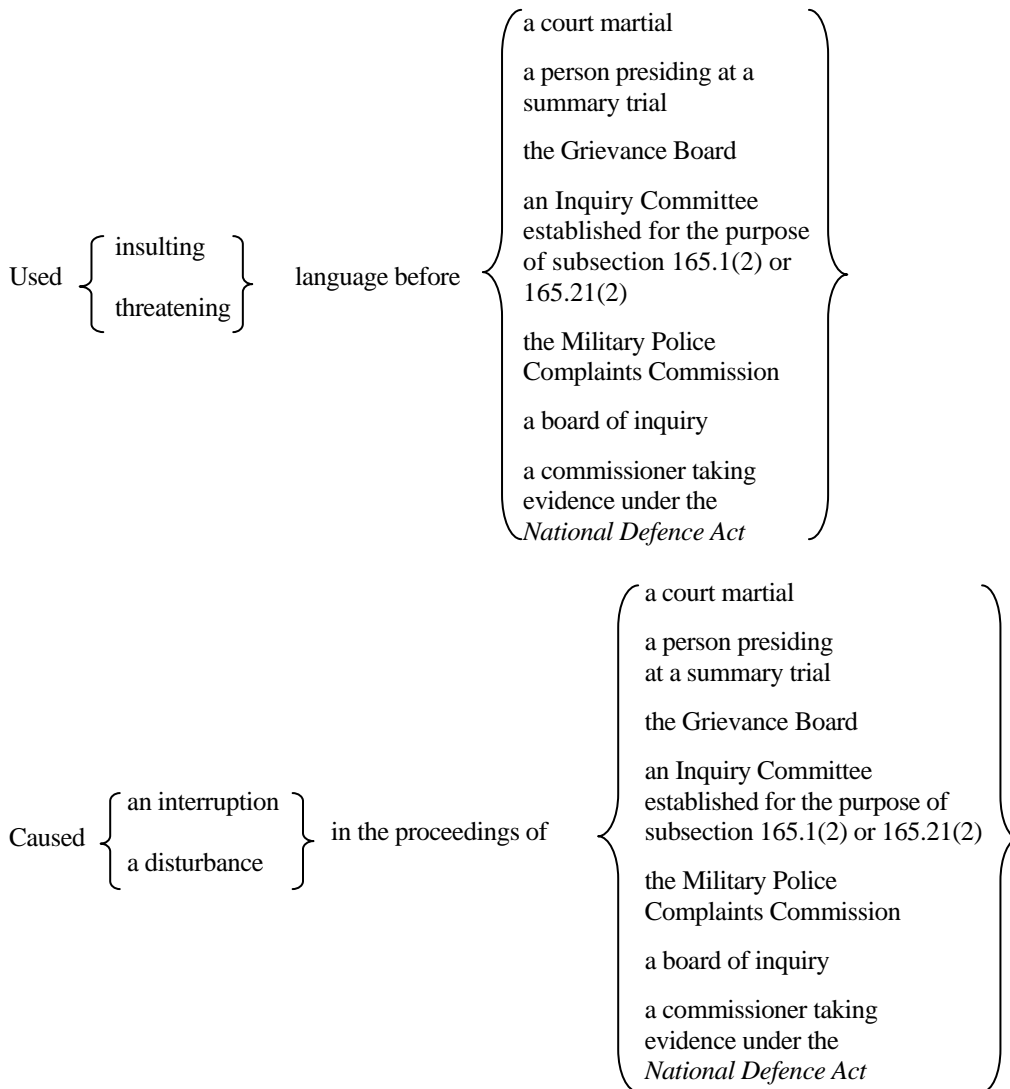 a court martial
a person presiding at a
summary trial
the Grievance Board
an Inquiry Committee
established for the purpose
of subsection 165.1(2) or
165.21(2)
the Military Police
Complaints Commission
a board of inquiry
a commissioner taking
evidence under the
National Defence Act
Used
insulting
threatening
language before
a court martial
a person presiding
at a summary trial
the Grievance Board
an Inquiry Committee
established for the purpose of
subsection 165.1(2) or 165.21(2)
the Military Police
Complaints Commission
a board of inquiry
a commissioner taking
evidence under the
National Defence Act
Caused
an interruption
a disturbance
in the proceedings of